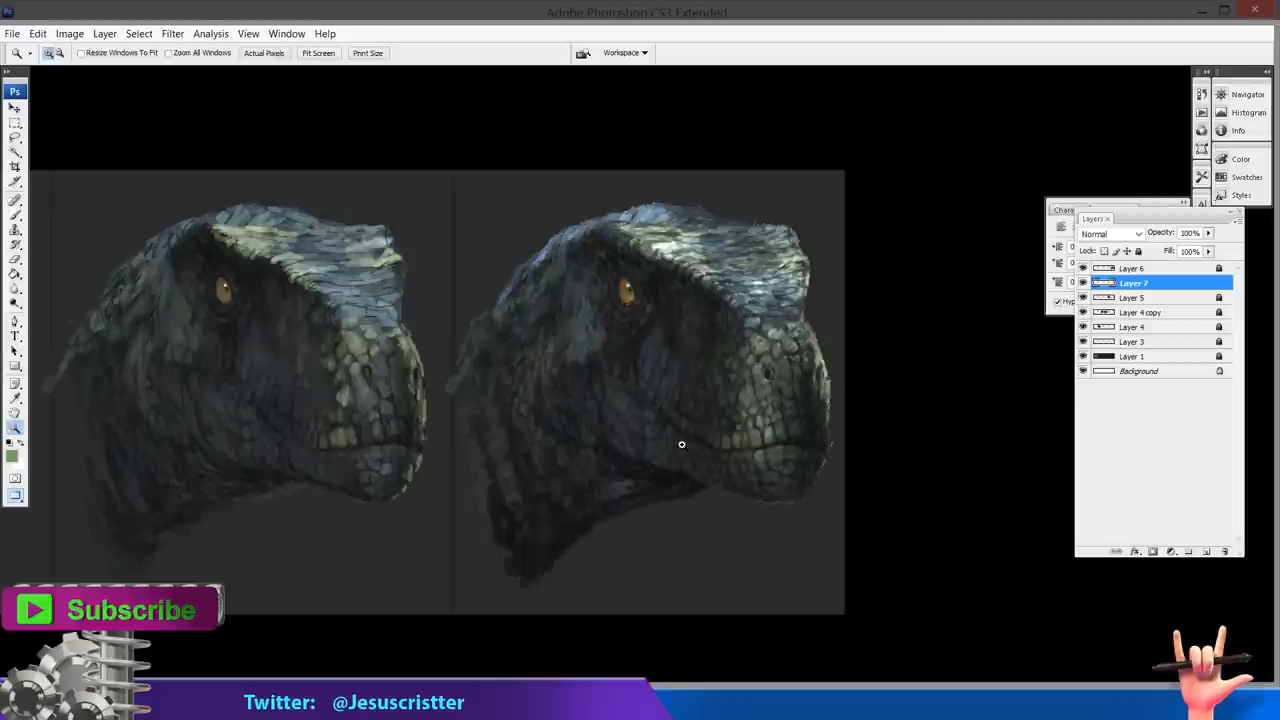 Adobe Photoshop CS3 Extended
Ps
File Edit Image Layer Select Filter Analysis View Window Help
Resize Windows To Fit Zoom All Windows Actual Pixels Fit Screen Print Size Workspace
Ps
Navigator
Histogram
Info
Color
Swatches
Styles
Chara
Layers
Normal Opacity: 100%
Lock: Fill: 100%
Layer 6
Layer 7
Layer 5
Layer 4 copy
Layer 4
Layer 3
Layer 1
Background
Subscribe
Twitter: @Jesuscristter